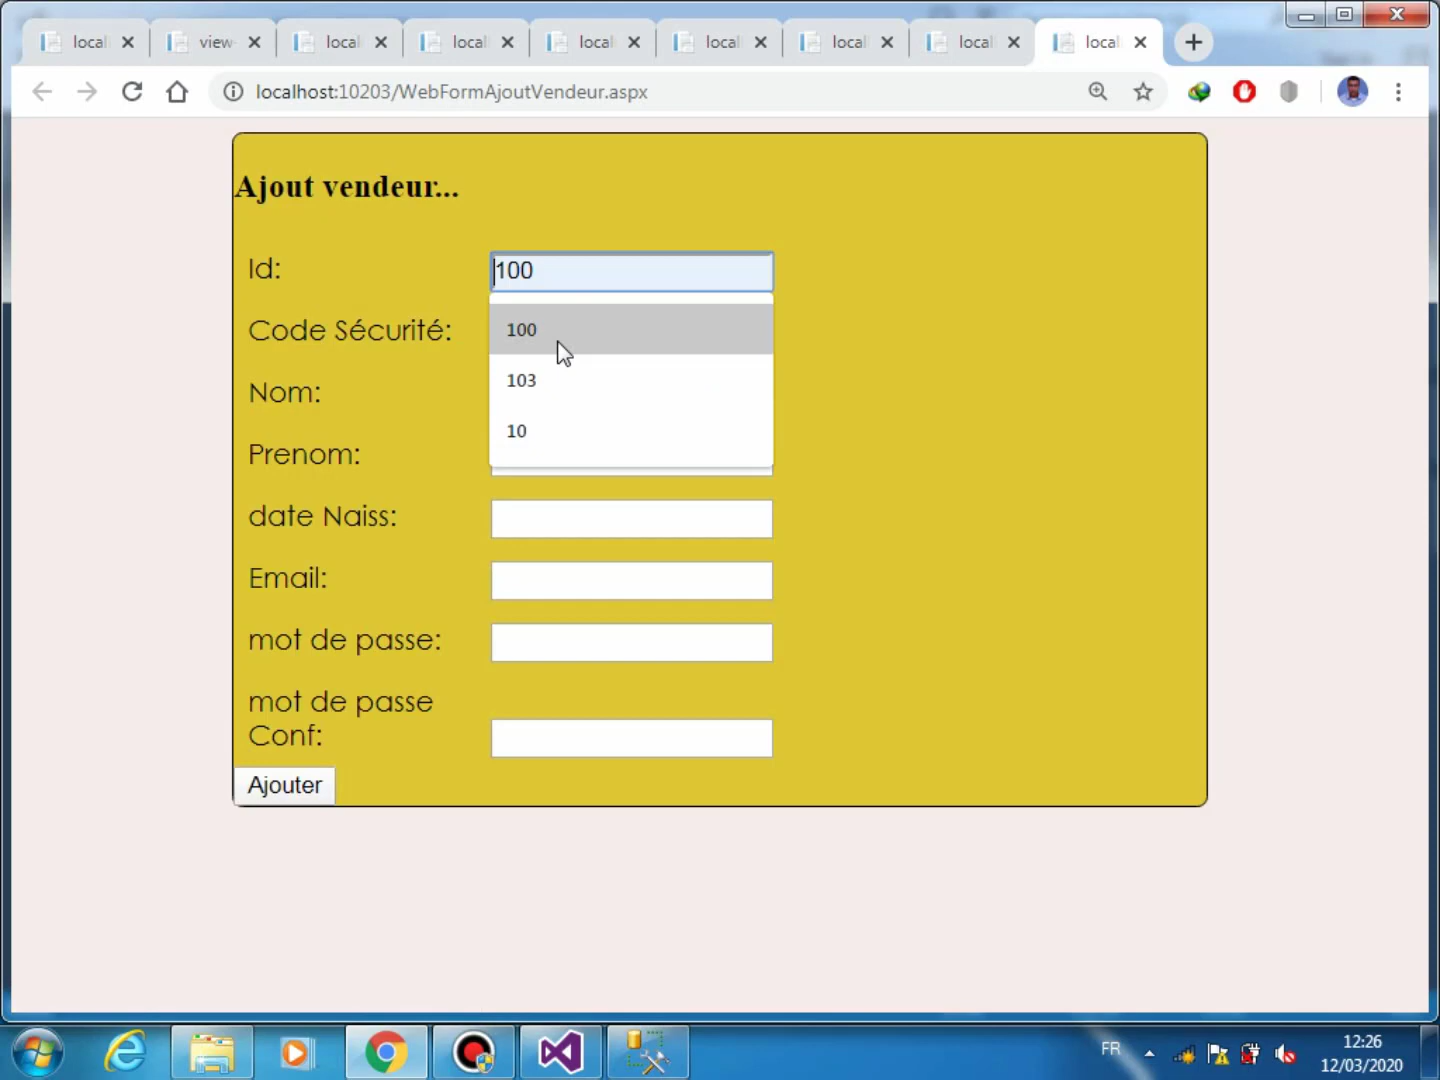 local
view
local
local
local
local
local
local
local
localhost:10203/WebFormAjoutVendeur.aspx
Ajout vendeur...
Id:
100
Code Sécurité:
100
103
Nom:
10
Prenom:
date Naiss:
Email:
mot de passe:
mot de passe
Conf:
Ajouter
FR
12:26
12/03/2020